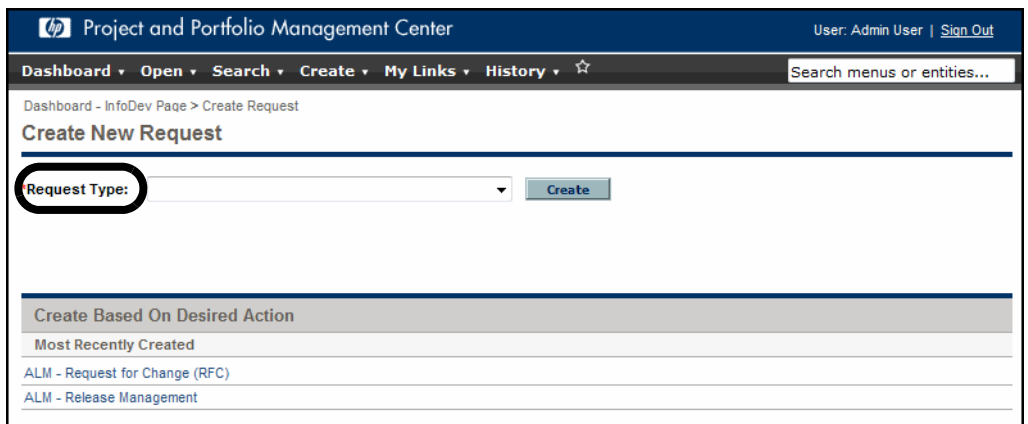 hp Project and Portfolio Management Center User: Admin User | Sign Out
Dashboard Open Search Create My Links History Search menus or entities...
Dashboard - InfoDev Page > Create Request
Create New Request
*Request Type: Create
Create Based On Desired Action
Most Recently Created
ALM - Request for Change (RFC)
ALM - Release Management